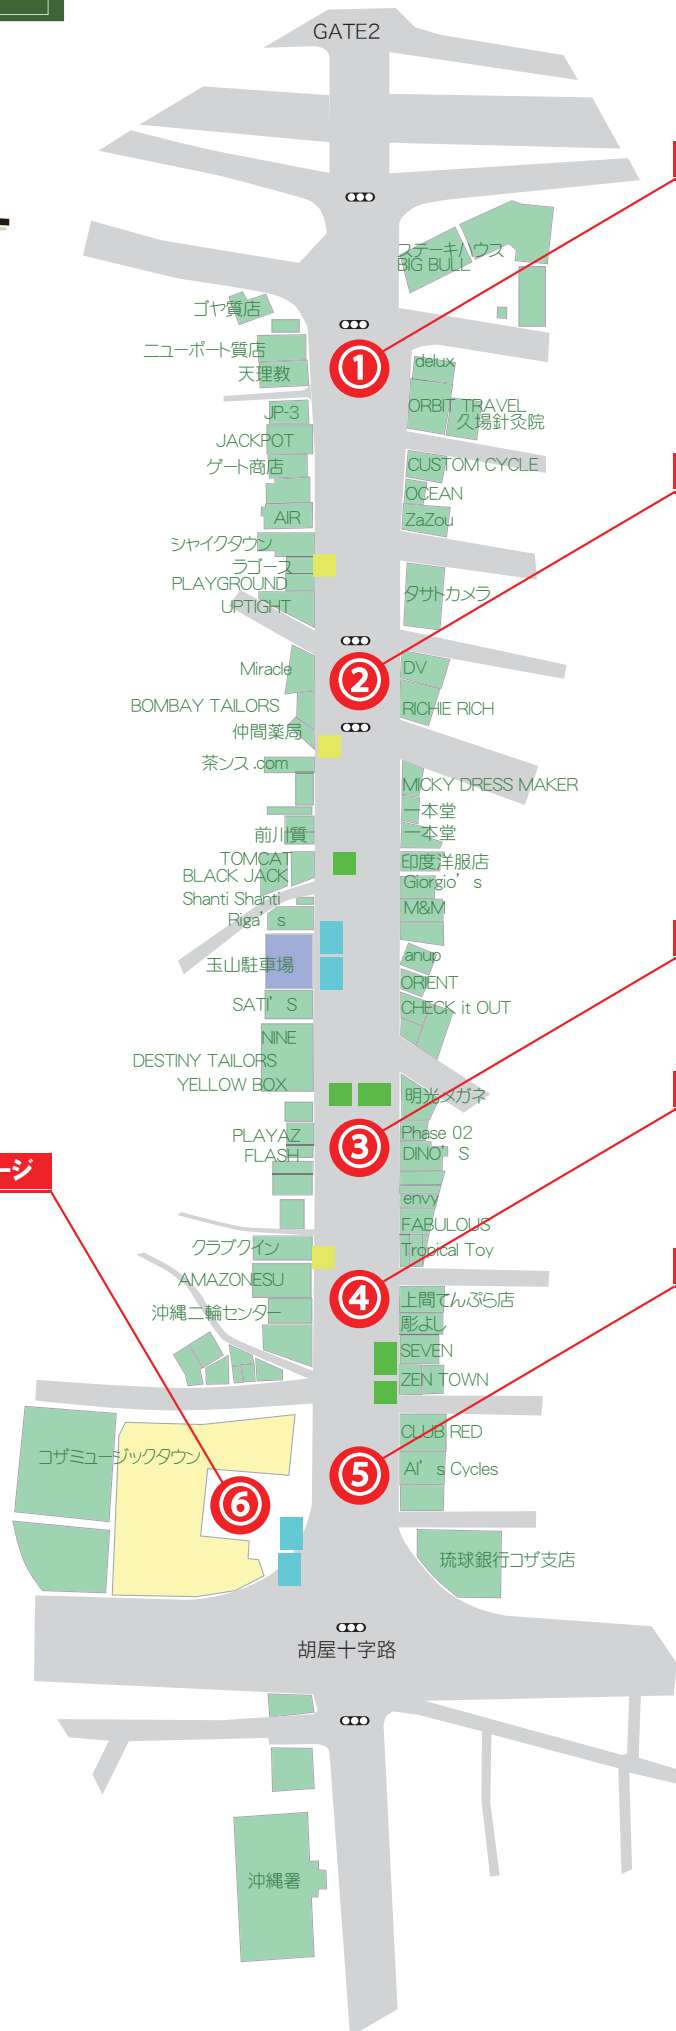 GATE2
ステーキハウス
BIG BULL
ゴヤ質店
ニューポート質店
①
delux
天理教
JP-3
ORBIT TRAVEL
久場針灸院
JACKPOT
ゲート商店
CUSTOM CYCLE
OCEAN
AIR
ZaZou
シャイクタウン
ラゴース
PLAYGROUND
タサトカメラ
UPTIGHT
Miracle
②
DV
BOMBAY TAILORS
RICHIE RICH
仲間薬局
茶ンス.com
MICKY DRESS MAKER
一本堂
前川質
一本堂
TOMCAT
印度洋服店
BLACK JACK
Giorgio's
Shanti Shanti
M&M
Riga's
玉山駐車場
anup
ORIENT
SATI'S
CHECK it OUT
NINE
DESTINY TAILORS
YELLOW BOX
明光メガネ
PLAYAZ
③
Phase 02
FLASH
DINO'S
ージ
envy
FABULOUS
クラブクイン
Tropical Toy
AMAZONESU
④
上間てんぷら店
沖縄二輪センター
彫よし
SEVEN
ZEN TOWN
CLUB RED
コザミュージックタウン
⑤
Al's Cycles
⑥
琉球銀行コザ支店
胡屋十字路
沖縄署